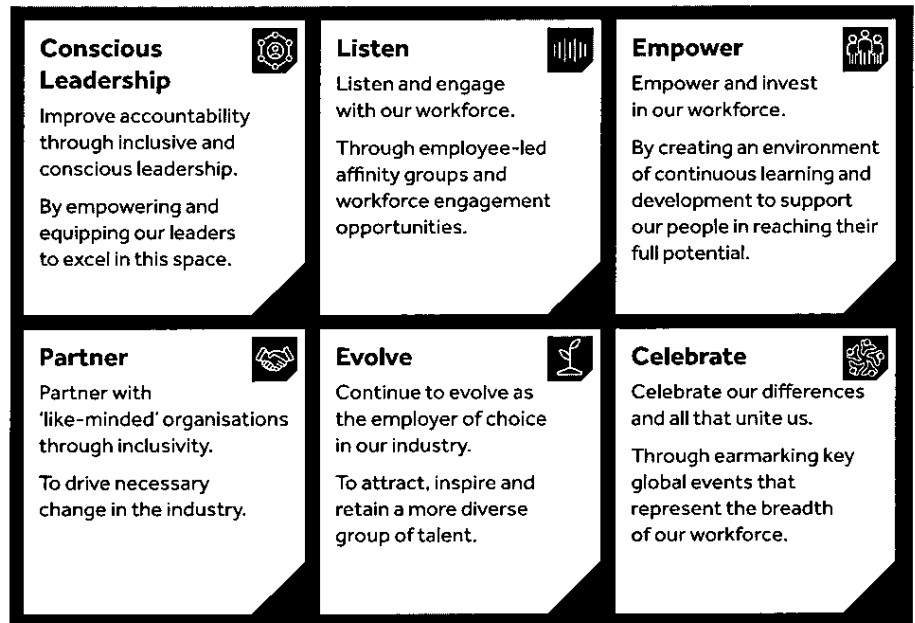 Conscious
Leadership
Improve accountability
through inclusive and
conscious leadership.
By empowering and
equipping our leaders
to excel in this space.
Listen
Listen and engage
with our workforce.
Through employee-led
affinity groups and
workforce engagement
opportunities.
Empower
Empower and invest
in our workforce.
By creating an environment
of continuous learning and
development to support
our people in reaching their
full potential.
Partner
Partner with
'like-minded' organisations
through inclusivity.
To drive necessary
change in the industry.
Evolve
Continue to evolve as
the employer of choice
in our industry.
To attract, inspire and
retain a more diverse
group of talent.
Celebrate
Celebrate our differences
and all that unite us.
Through earmarking key
global events that
represent the breadth
of our workforce.